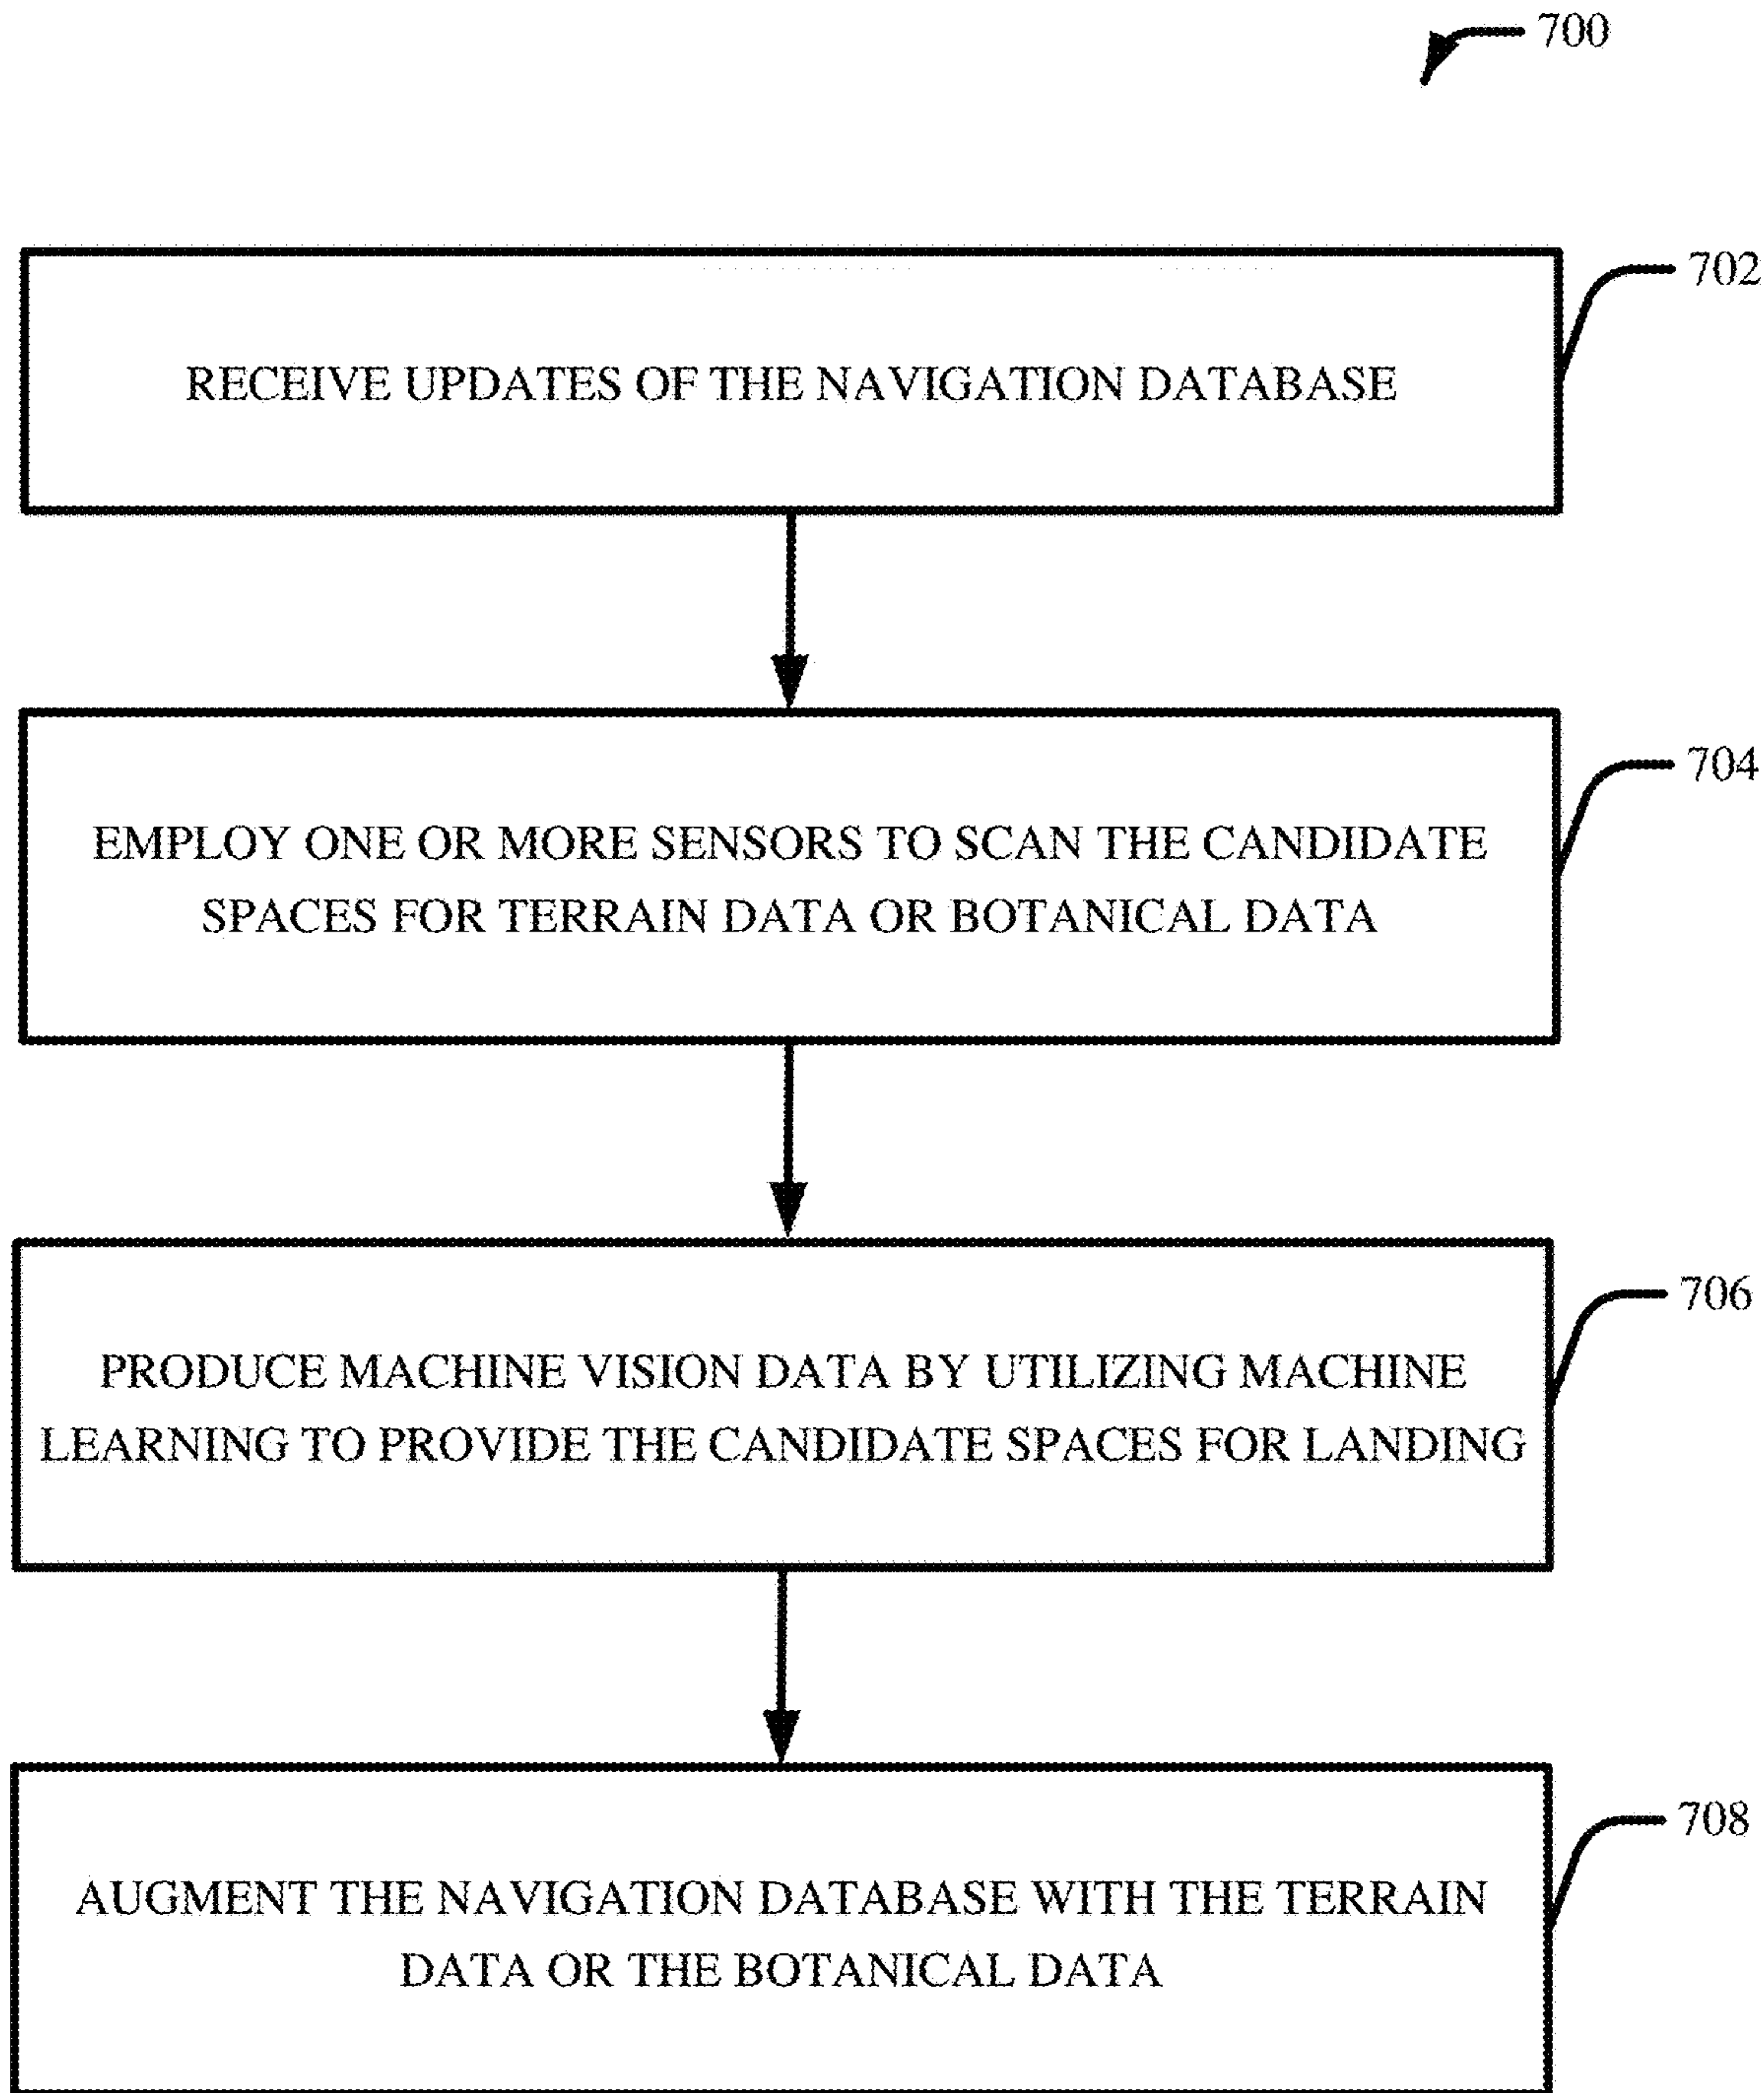 700
702
RECEIVE UPDATES OF THE NAVIGATION DATABASE
704
EMPLOY ONE OR MORE SENSORS TO SCAN THE CANDIDATE
SPACES FOR TERRAIN DATA OR BOTANICAL DATA
706
PRODUCE MACHINE VISION DATA BY UTILIZING MACHINE
LEARNING TO PROVIDE THE CANDIDATE SPACES FOR LANDING
708
AUGMENT THE NAVIGATION DATABASE WITH THE TERRAIN
DATA OR THE BOTANICAL DATA